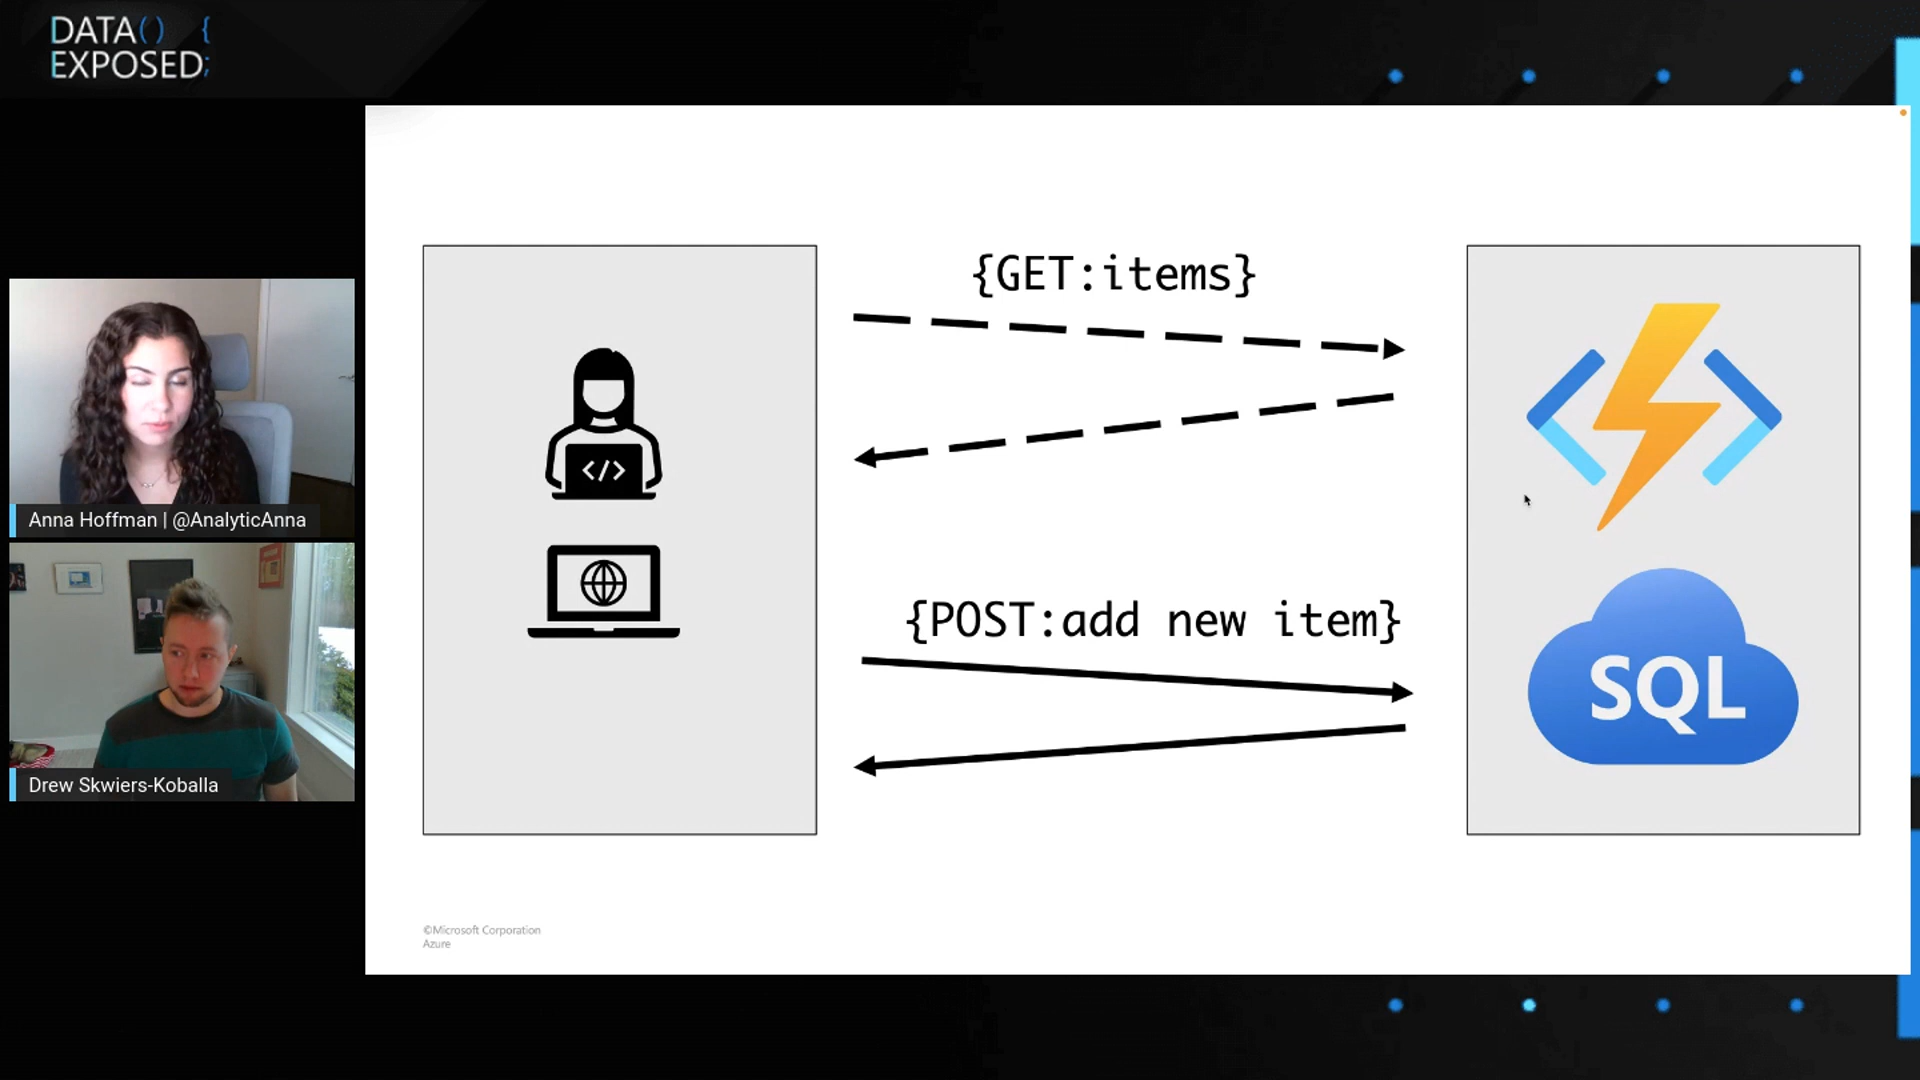 DATA() {
EXPOSED;
{GET:items}
</>
{POST:add new item}
SQL
Anna Hoffman | @AnalyticAnna
Drew Skwiers-Koballa
©Microsoft Corporation
Azure